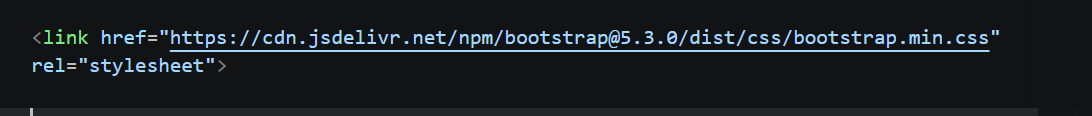 <link href="https://cdn.jsdelivr.net/npm/bootstrap@5.3.0/dist/css/bootstrap.min.css"
rel="stylesheet">